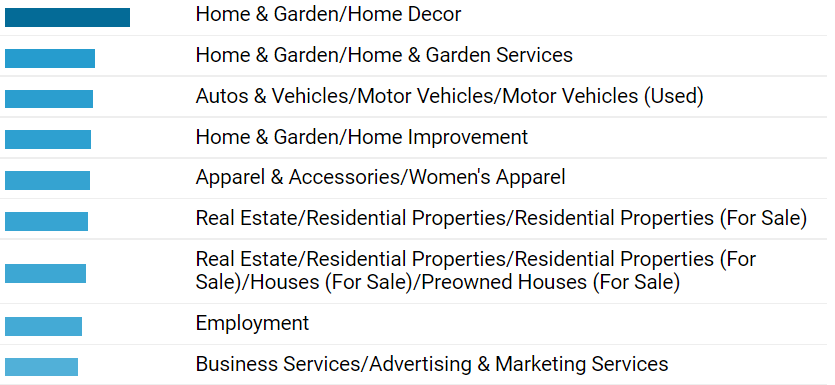 Home & Garden/Home Decor
Home & Garden/Home & Garden Services
Autos & Vehicles/Motor Vehicles/Motor Vehicles (Used)
Home & Garden/Home Improvement
Apparel & Accessories/Women's Apparel
Real Estate/Residential Properties/Residential Properties (For Sale)
Real Estate/Residential Properties/Residential Properties (For
Sale)/Houses (For Sale)/Preowned Houses (For Sale)
Employment
Business Services/Advertising & Marketing Services